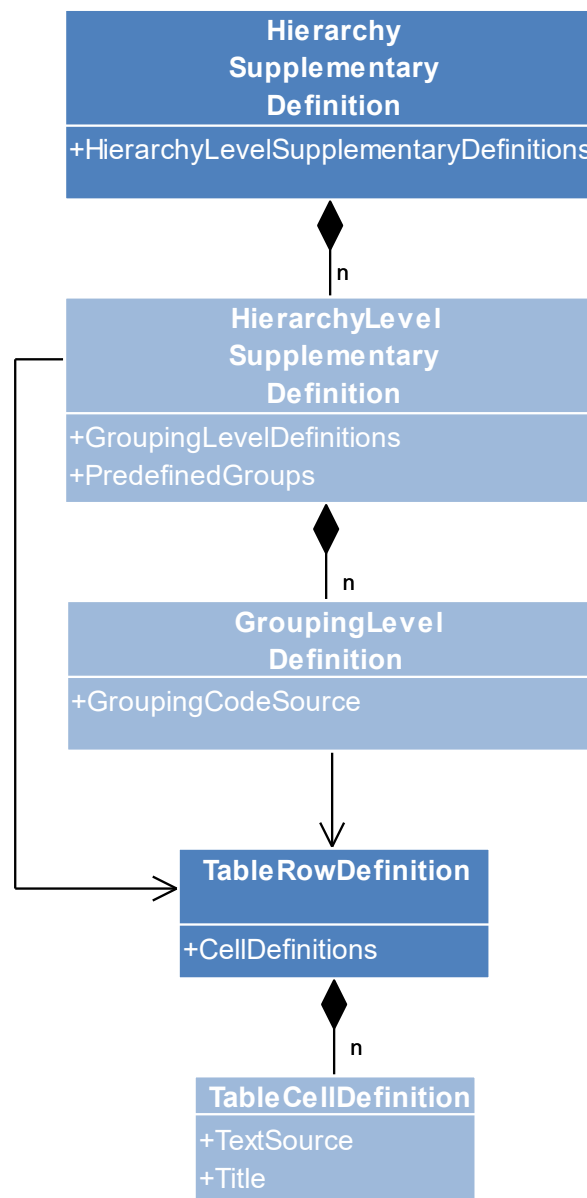 Hierarchy
Supplementary
Definition
+HierarchyLevelSupplementaryDefinitions
n
HierarchyLevel
Supplementary
Definition
+GroupingLevelDefinitions
+PredefinedGroups
n
GroupingLevel
Definition
+GroupingCodeSource
TableRowDefinition
+CellDefinitions
n
TableCellDefinition
+TextSource
+Title